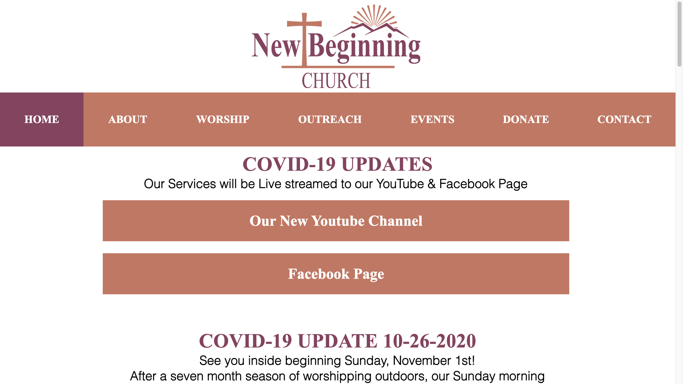 New Beginning
CHURCH
HOME ABOUT WORSHIP OUTREACH EVENTS DONATE CONTACT
COVID-19 UPDATES
Our Services will be Live streamed to our YouTube & Facebook Page
Our New Youtube Channel
Facebook Page
COVID-19 UPDATE 10-26-2020
See you inside beginning Sunday, November 1st!
After a seven month season of worshipping outdoors, our Sunday morning